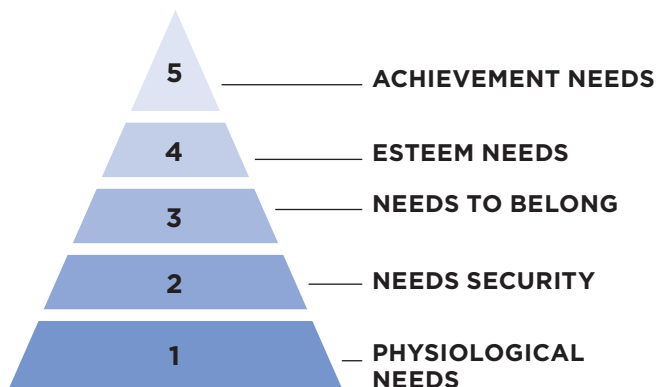 5
ACHIEVEMENT NEEDS
4
ESTEEM NEEDS
3
NEEDS TO BELONG
2
NEEDS SECURITY
1
PHYSIOLOGICAL
NEEDS